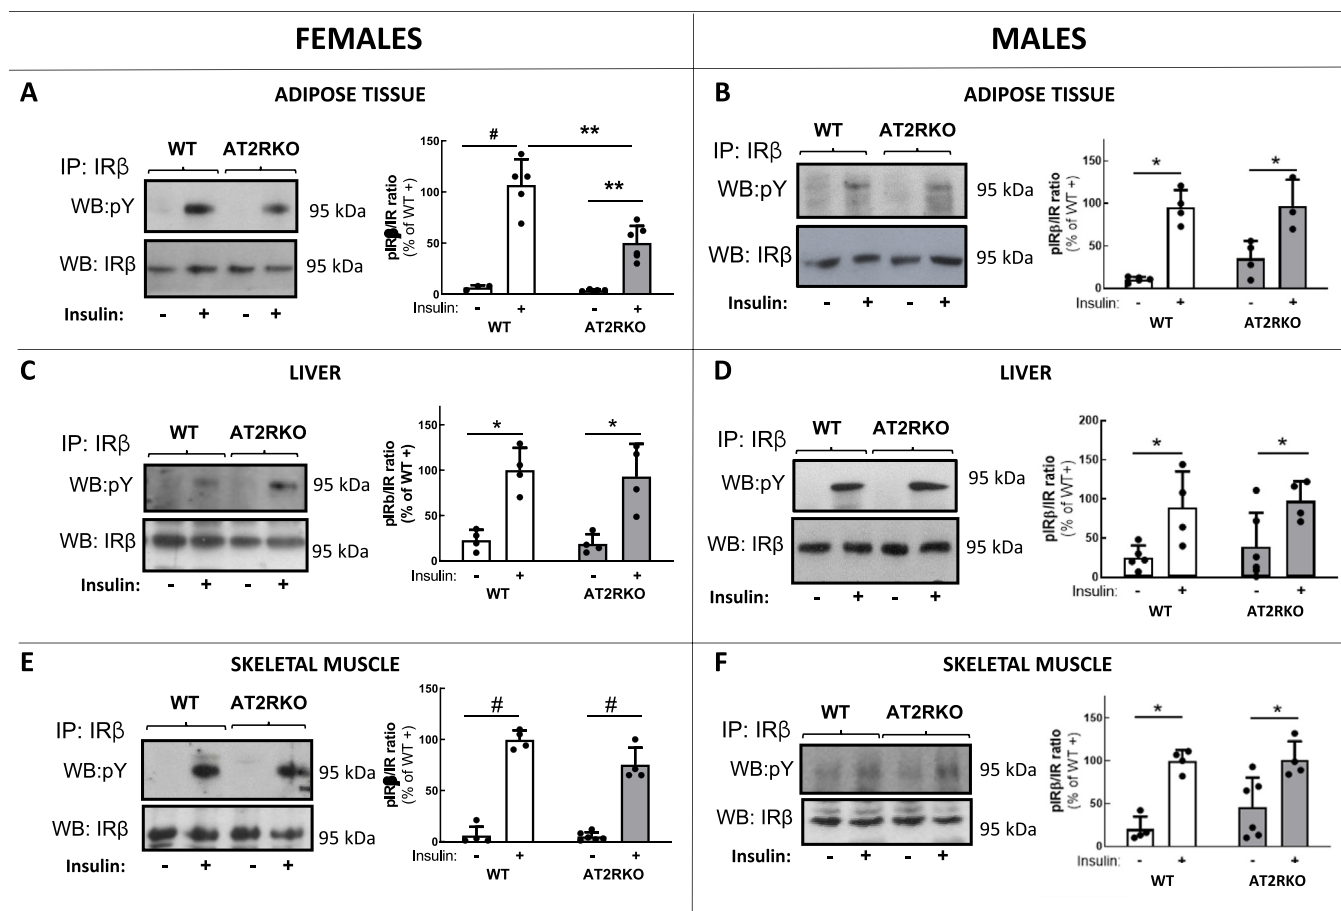 FEMALES
MALES
A
ADIPOSE TISSUE
WT AT2RKO
IP: IRβ
WB:pY
95 kDa
WB: IRβ
95 kDa
Insulin: - + - +
pIRβ/IR ratio
(% of WT +)
150
100
50
0
# ** **
Insulin: - + - +
WT AT2RKO
B
ADIPOSE TISSUE
WT AT2RKO
IP: IRβ
WB:pY
95 kDa
WB: IRβ
95 kDa
Insulin: - + - +
pIRβ/IR ratio
(% of WT +)
150
100
50
0
* *
Insulin: - + - +
WT AT2RKO
C
LIVER
WT AT2RKO
IP: IRβ
WB:pY
95 kDa
WB: IRβ
95 kDa
Insulin: - + - +
pIRb/IR ratio
(% of WT +)
150
100
50
0
* *
Insulin: - + - +
WT AT2RKO
D
LIVER
WT AT2RKO
IP: IRβ
WB:pY
95 kDa
WB: IRβ
95 kDa
Insulin: - + - +
pIRβ/IR ratio
(% of WT+)
200
150
100
50
0
* *
Insulin: - + - +
WT AT2RKO
E
SKELETAL MUSCLE
WT AT2RKO
IP: IRβ
WB:pY
95 kDa
WB: IRβ
95 kDa
Insulin: - + - +
pIRβ/IR ratio
(% of WT +)
150
100
50
0
# #
Insulin: - + - +
WT AT2RKO
F
SKELETAL MUSCLE
WT AT2RKO
IP: IRβ
WB:pY
95 kDa
WB: IRβ
95 kDa
Insulin: - + - +
pIRβ/IR ratio
(% of WT +)
150
100
50
0
* *
Insulin: - + - +
WT AT2RKO